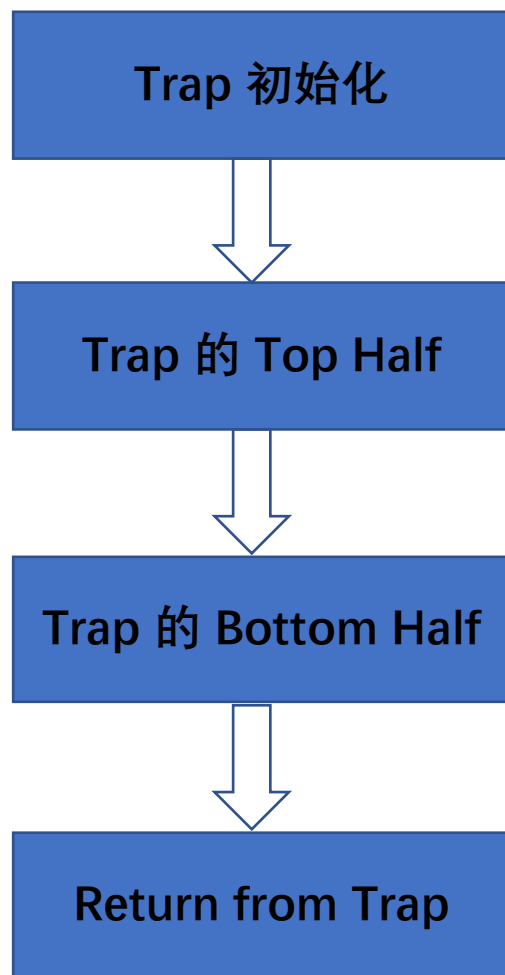 Trap 初始化
Trap 的 Top Half
Trap 的 Bottom Half
Return from Trap